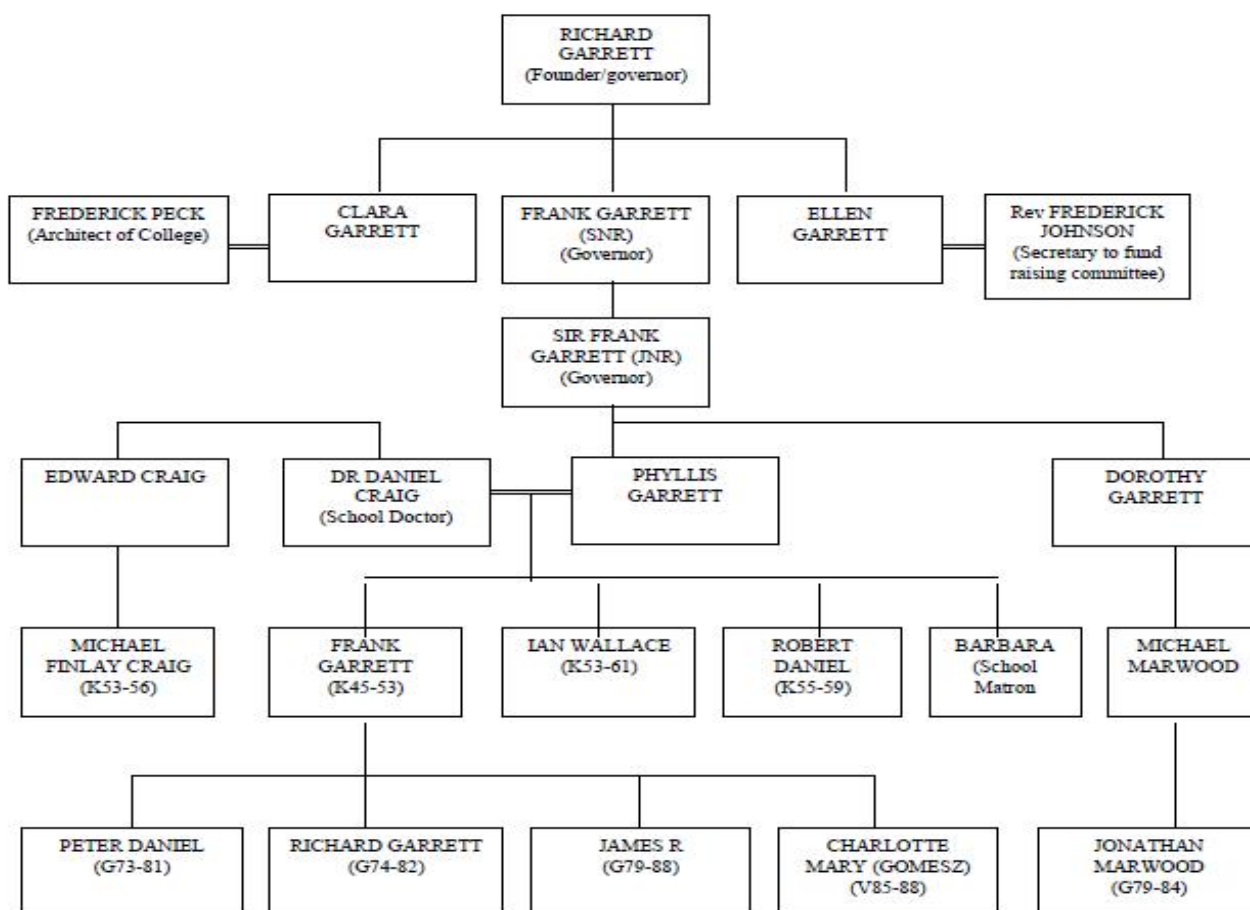 RICHARD
GARRETT
(Founder/governor)
FREDERICK PECK
(Architect of College)
CLARA
GARRETT
FRANK GARRETT
(SNR)
(Governor)
ELLEN
GARRETT
Rev FREDERICK
JOHNSON
(Secretary to fund
raising committee)
SIR FRANK
GARRETT (JNR)
(Governor)
EDWARD CRAIG
DR DANIEL
CRAIG
(School Doctor)
PHYLLIS
GARRETT
DOROTHY
GARRETT
MICHAEL
FINLAY CRAIG
(K53-56)
FRANK
GARRETT
(K45-53)
IAN WALLACE
(K53-61)
ROBERT
DANIEL
(K55-59)
BARBARA
(School
Matron
MICHAEL
MARWOOD
PETER DANIEL
(G73-81)
RICHARD GARRETT
(G74-82)
JAMES R
(G79-88)
CHARLOTTE
MARY (GOMESZ)
(V85-88)
JONATHAN
MARWOOD
(G79-84)